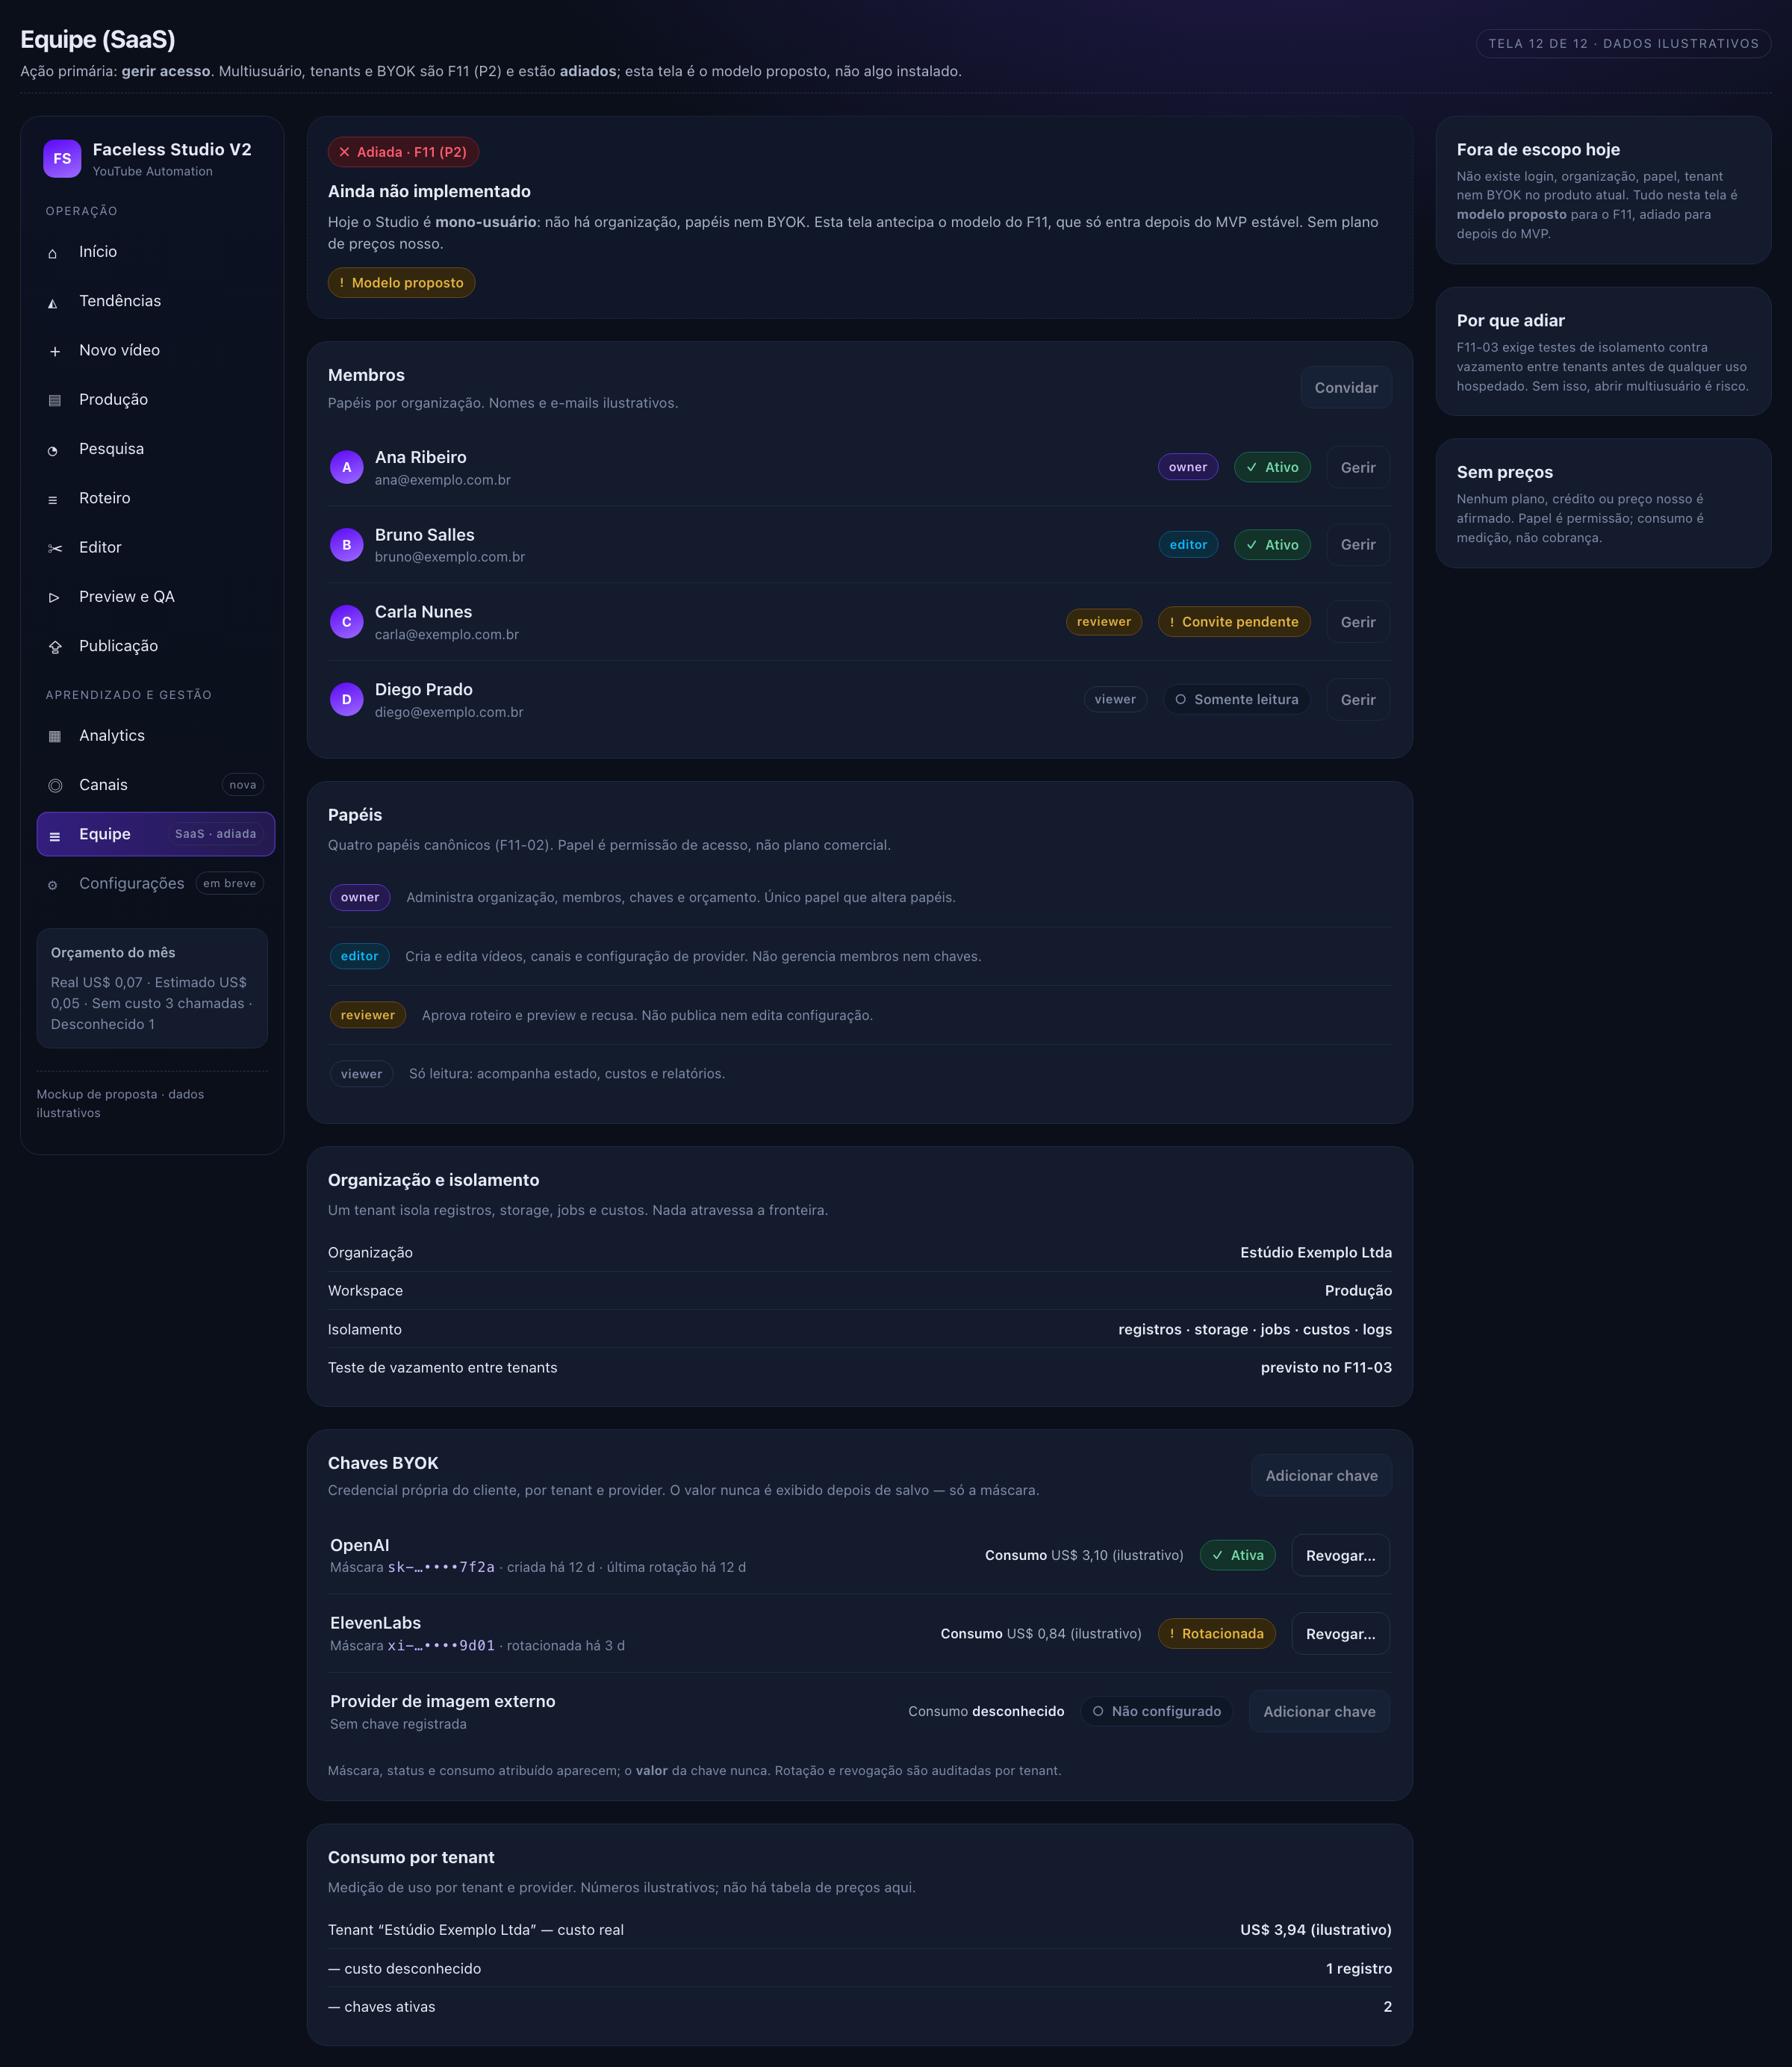 Equipe (SaaS)
Ação primária: gerir acesso. Multiusuário, tenants e BYOK são F11 (P2) e estão adiados; esta tela é o modelo proposto, não algo instalado.
TELA 12 DE 12 · DADOS ILUSTRATIVOS
FS
Faceless Studio V2
YouTube Automation
OPERAÇÃO
Início
Tendências
Novo vídeo
Produção
Pesquisa
Roteiro
Editor
Preview e QA
Publicação
APRENDIZADO E GESTÃO
Analytics
Canais nova
Equipe SaaS · adiada
Configurações em breve
Orçamento do mês
Real US$ 0,07 · Estimado US$
0,05 · Sem custo 3 chamadas ·
Desconhecido 1
Mockup de proposta · dados
ilustrativos
✕ Adiada · F11 (P2)
Ainda não implementado
Hoje o Studio é mono-usuário: não há organização, papéis nem BYOK. Esta tela antecipa o modelo do F11, que só entra depois do MVP estável. Sem plano
de preços nosso.
! Modelo proposto
Membros
Papéis por organização. Nomes e e-mails ilustrativos.
Convidar
A
Ana Ribeiro
ana@exemplo.com.br
owner ✓ Ativo Gerir
B
Bruno Salles
bruno@exemplo.com.br
editor ✓ Ativo Gerir
C
Carla Nunes
carla@exemplo.com.br
reviewer ! Convite pendente Gerir
D
Diego Prado
diego@exemplo.com.br
viewer ○ Somente leitura Gerir
Papéis
Quatro papéis canônicos (F11-02). Papel é permissão de acesso, não plano comercial.
owner Administra organização, membros, chaves e orçamento. Único papel que altera papéis.
editor Cria e edita vídeos, canais e configuração de provider. Não gerencia membros nem chaves.
reviewer Aprova roteiro e preview e recusa. Não publica nem edita configuração.
viewer Só leitura: acompanha estado, custos e relatórios.
Organização e isolamento
Um tenant isola registros, storage, jobs e custos. Nada atravessa a fronteira.
Organização Estúdio Exemplo Ltda
Workspace Produção
Isolamento registros · storage · jobs · custos · logs
Teste de vazamento entre tenants previsto no F11-03
Chaves BYOK
Credencial própria do cliente, por tenant e provider. O valor nunca é exibido depois de salvo — só a máscara.
Adicionar chave
OpenAI
Máscara sk-…••••7f2a · criada há 12 d · última rotação há 12 d
Consumo US$ 3,10 (ilustrativo) ✓ Ativa Revogar…
ElevenLabs
Máscara xi-…••••9d01 · rotacionada há 3 d
Consumo US$ 0,84 (ilustrativo) ! Rotacionada Revogar…
Provider de imagem externo
Sem chave registrada
Consumo desconhecido ○ Não configurado Adicionar chave
Máscara, status e consumo atribuído aparecem; o valor da chave nunca. Rotação e revogação são auditadas por tenant.
Consumo por tenant
Medição de uso por tenant e provider. Números ilustrativos; não há tabela de preços aqui.
Tenant “Estúdio Exemplo Ltda” — custo real US$ 3,94 (ilustrativo)
— custo desconhecido 1 registro
— chaves ativas 2
Fora de escopo hoje
Não existe login, organização, papel, tenant
nem BYOK no produto atual. Tudo nesta tela é
modelo proposto para o F11, adiado para
depois do MVP.
Por que adiar
F11-03 exige testes de isolamento contra
vazamento entre tenants antes de qualquer uso
hospedado. Sem isso, abrir multiusuário é risco.
Sem preços
Nenhum plano, crédito ou preço nosso é
afirmado. Papel é permissão; consumo é
medição, não cobrança.